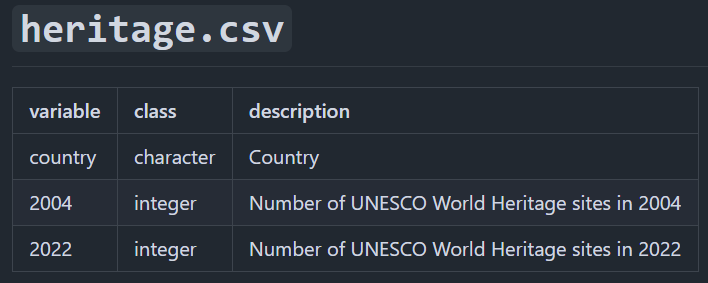 heritage.csv
variable class description
country character Country
2004 integer Number of UNESCO World Heritage sites in 2004
2022 integer Number of UNESCO World Heritage sites in 2022